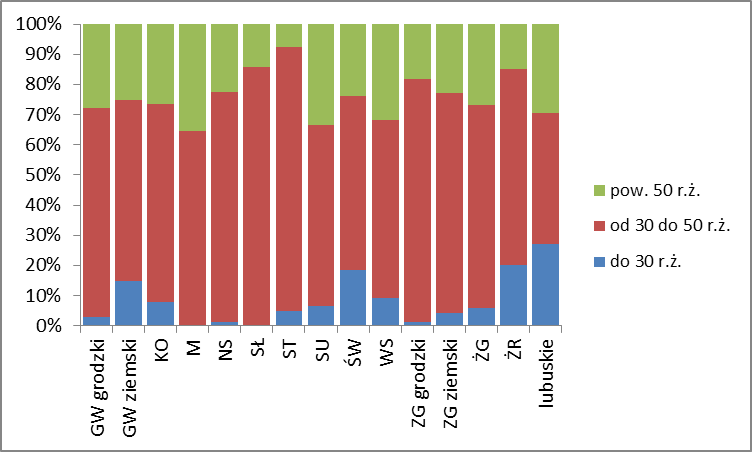 100%
90%
80%
70%
60%
50%
40%
30%
20%
10%
0%
GW grodzki
GW ziemski
KO
M
NS
SŁ
ST
SU
ŚW
WS
ZG grodzki
ZG ziemski
ŻG
ŻR
lubuskie
pow. 50 r.ż.
od 30 do 50 r.ż.
do 30 r.ż.